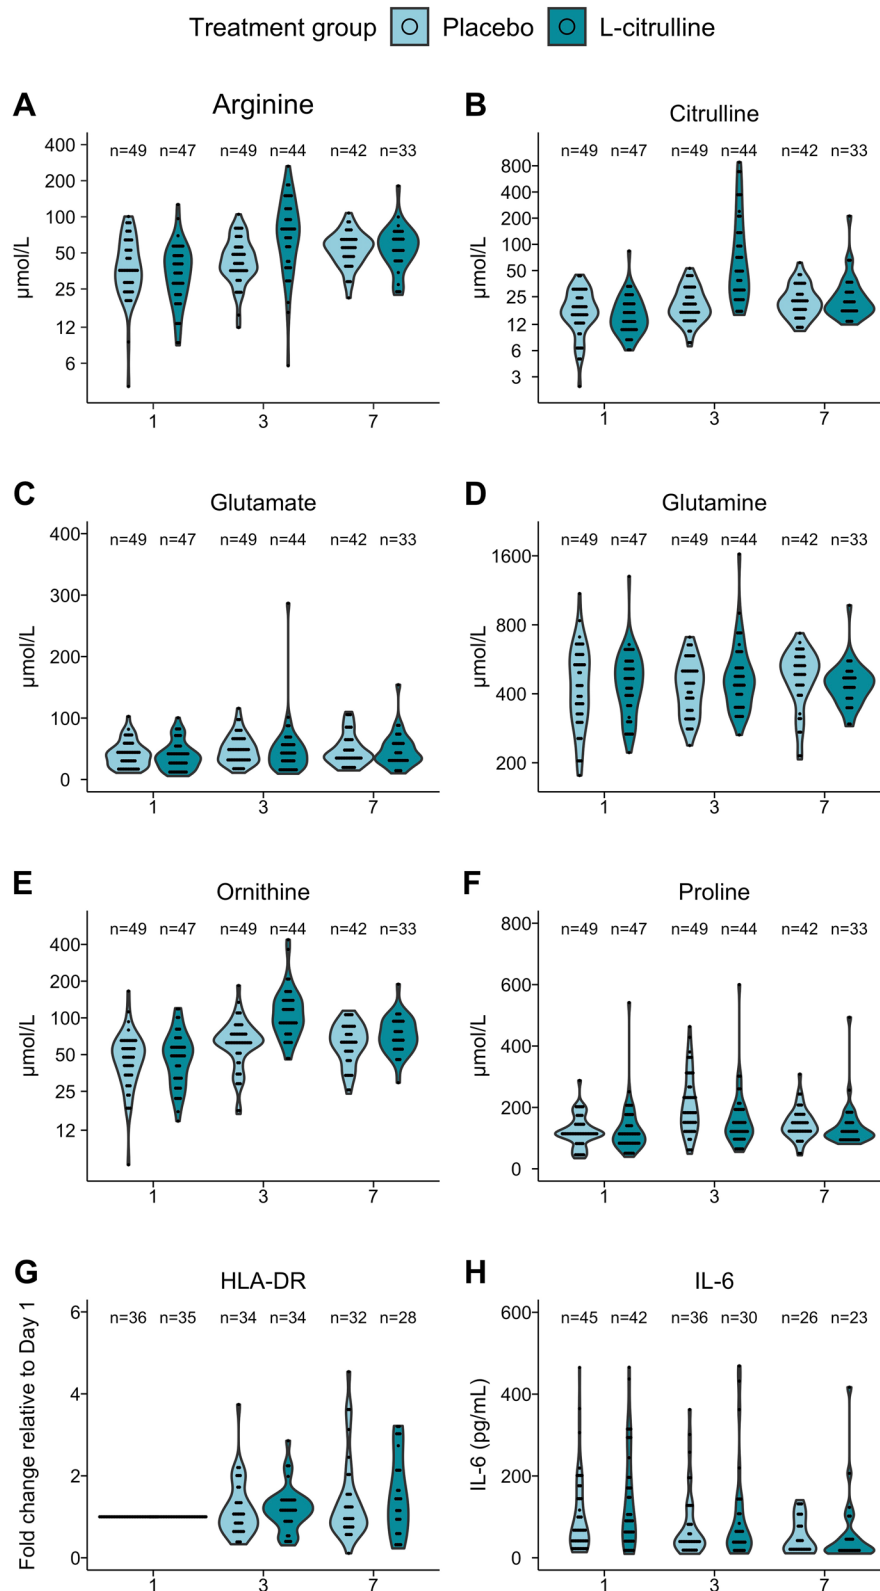 Treatment group Placebo L-citrulline
A Arginine
µmol/L
400
200
100
50
25
12
6
n=49 n=47 n=49 n=44 n=42 n=33
1 3 7
B Citrulline
µmol/L
800
400
200
100
50
25
12
6
3
n=49 n=47 n=49 n=44 n=42 n=33
1 3 7
C Glutamate
µmol/L
400
300
200
100
0
n=49 n=47 n=49 n=44 n=42 n=33
1 3 7
D Glutamine
µmol/L
1600
800
400
200
n=49 n=47 n=49 n=44 n=42 n=33
1 3 7
E Ornithine
µmol/L
400
200
100
50
25
12
n=49 n=47 n=49 n=44 n=42 n=33
1 3 7
F Proline
µmol/L
800
600
400
200
0
n=49 n=47 n=49 n=44 n=42 n=33
1 3 7
G HLA-DR
Fold change relative to Day 1
6
4
2
0
n=36 n=35 n=34 n=34 n=32 n=28
1 3 7
H IL-6
IL-6 (pg/mL)
600
400
200
0
n=45 n=42 n=36 n=30 n=26 n=23
1 3 7